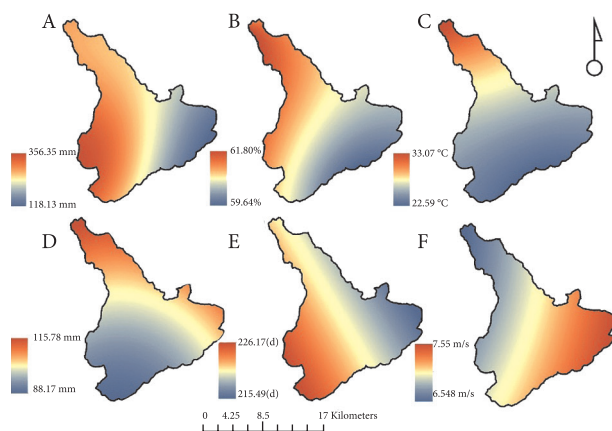 A
B
C
356.35 mm
118.13 mm
61.80%
59.64%
33.07 °C
22.59 °C
D
E
F
115.78 mm
88.17 mm
226.17(d)
215.49(d)
7.55 m/s
6.548 m/s
0 4.25 8.5 17 Kilometers